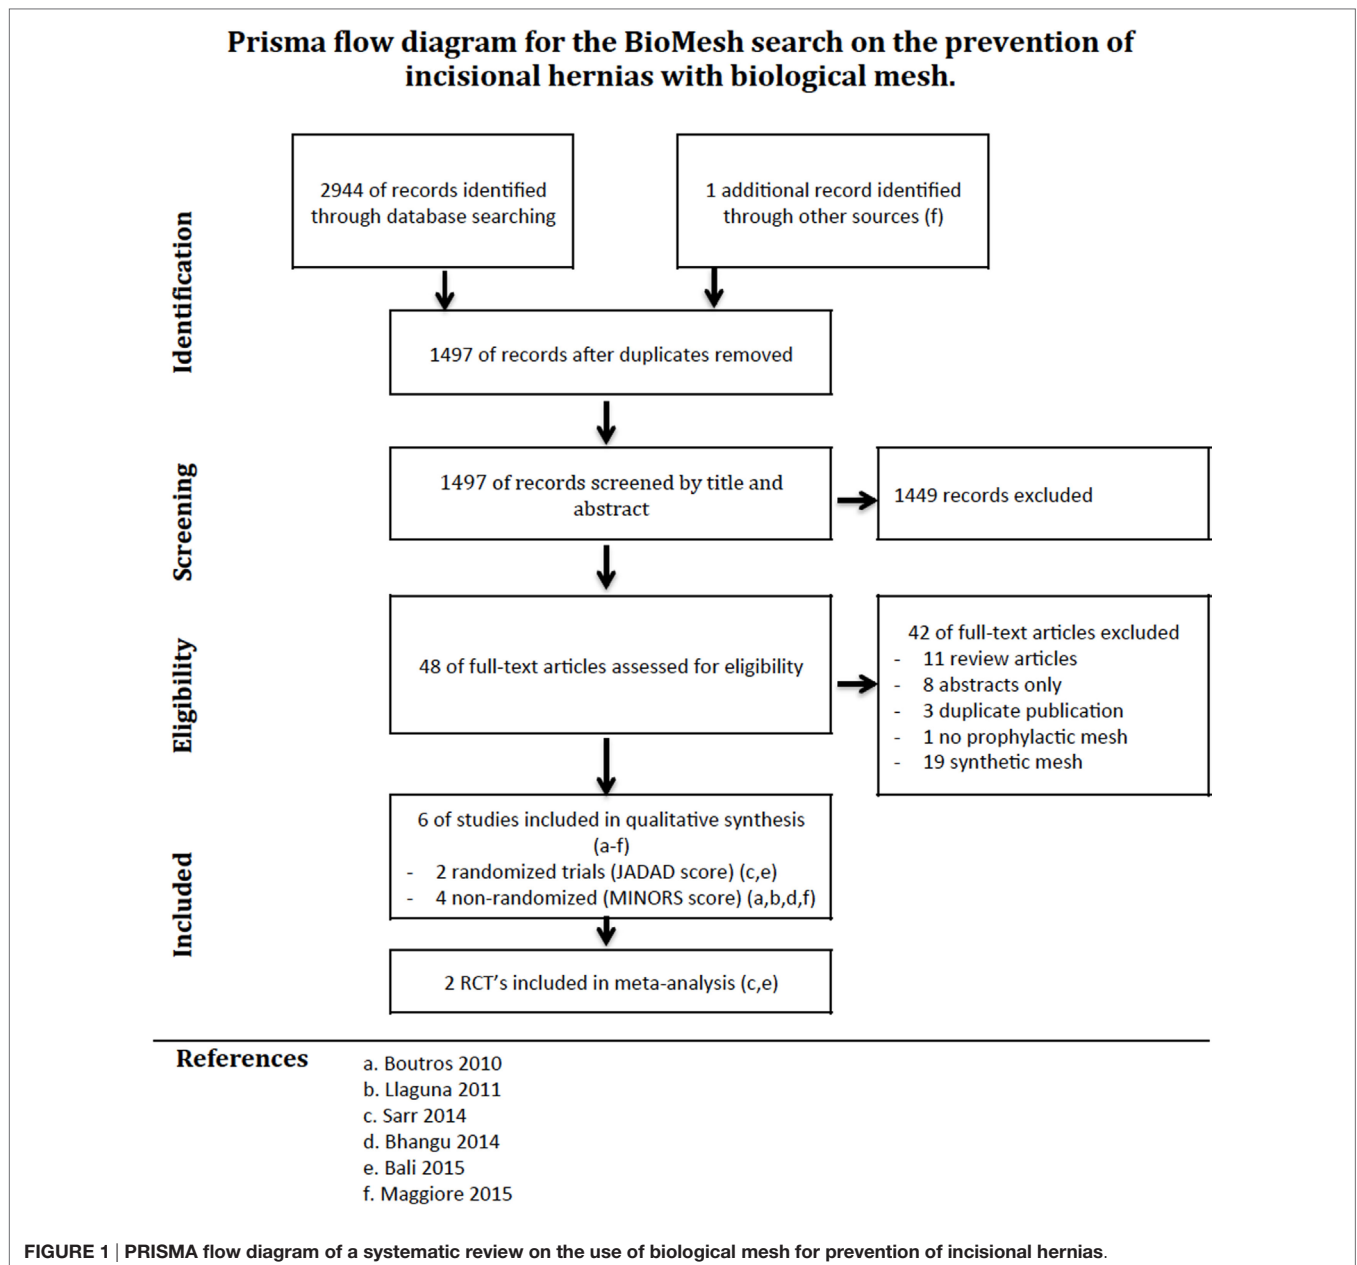 Prisma flow diagram for the BioMesh search on the prevention of
incisional hernias with biological mesh.
Identification
2944 of records identified
through database searching
1 additional record identified
through other sources (f)
1497 of records after duplicates removed
Screening
1497 of records screened by title and
abstract
1449 records excluded
Eligibility
48 of full-text articles assessed for eligibility
42 of full-text articles excluded
- 11 review articles
- 8 abstracts only
- 3 duplicate publication
- 1 no prophylactic mesh
- 19 synthetic mesh
Included
6 of studies included in qualitative synthesis
(a-f)
- 2 randomized trials (JADAD score) (c,e)
- 4 non-randomized (MINORS score) (a,b,d,f)
2 RCT’s included in meta-analysis (c,e)
References
a. Boutros 2010
b. Llaguna 2011
c. Sarr 2014
d. Bhangu 2014
e. Bali 2015
f. Maggiore 2015
FIGURE 1 | PRISMA flow diagram of a systematic review on the use of biological mesh for prevention of incisional hernias.